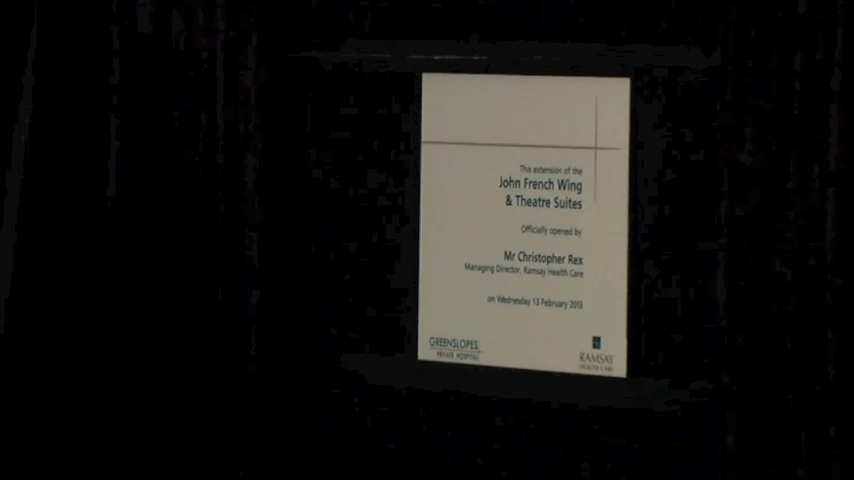 This extension of the
John French Wing
& Theatre Suites
Officially opened by
Mr Christopher Rex
Managing Director, Ramsay Health Care
on Wednesday 13 February 2013
GREENSLOPES
PRIVATE HOSPITAL
RAMSAY
HEALTH CARE